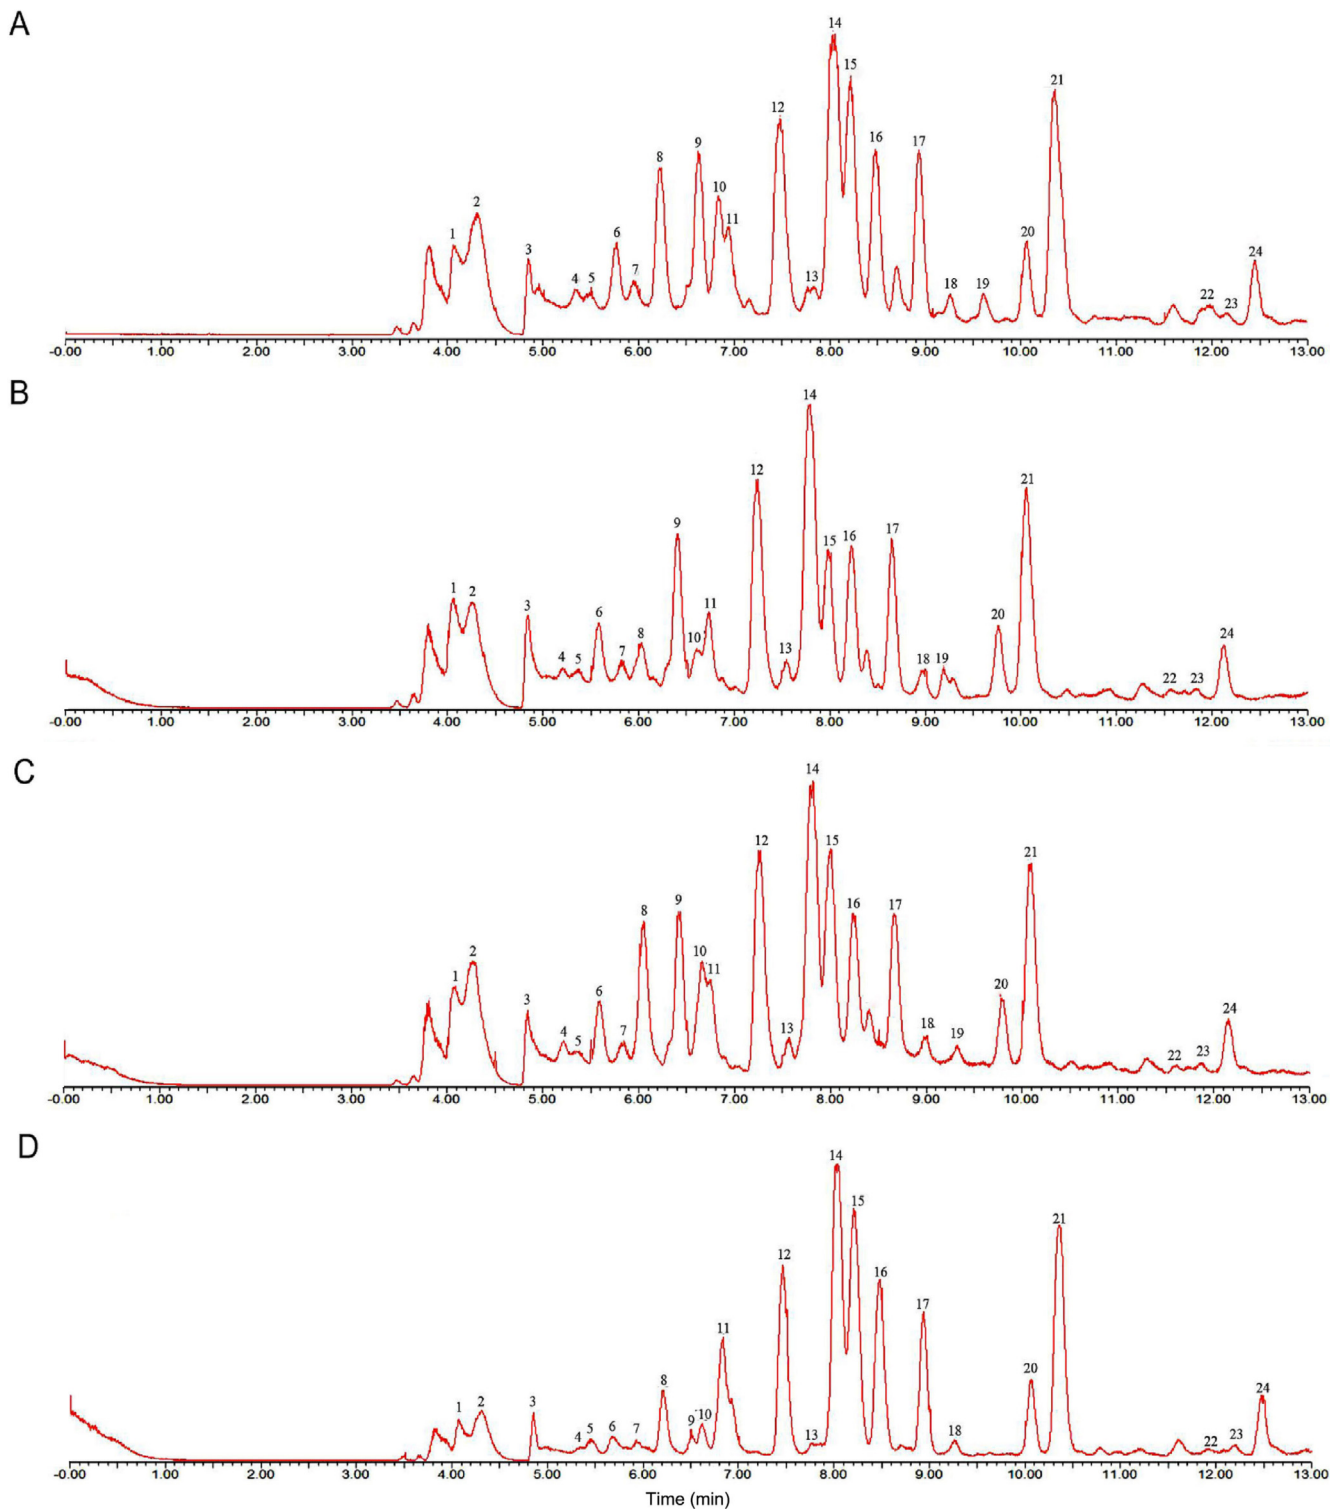 A
1 2 3 4 5 6 7 8 9 10 11 12 13 14 15 16 17 18 19 20 21 22 23 24
-0.00 1.00 2.00 3.00 4.00 5.00 6.00 7.00 8.00 9.00 10.00 11.00 12.00 13.00
B
1 2 3 4 5 6 7 8 9 10 11 12 13 14 15 16 17 18 19 20 21 22 23 24
-0.00 1.00 2.00 3.00 4.00 5.00 6.00 7.00 8.00 9.00 10.00 11.00 12.00 13.00
C
1 2 3 4 5 6 7 8 9 10 11 12 13 14 15 16 17 18 19 20 21 22 23 24
-0.00 1.00 2.00 3.00 4.00 5.00 6.00 7.00 8.00 9.00 10.00 11.00 12.00 13.00
D
1 2 3 4 5 6 7 8 9 10 11 12 13 14 15 16 17 18 20 21 22 23 24
-0.00 1.00 2.00 3.00 4.00 5.00 6.00 7.00 8.00 9.00 10.00 11.00 12.00 13.00
Time (min)